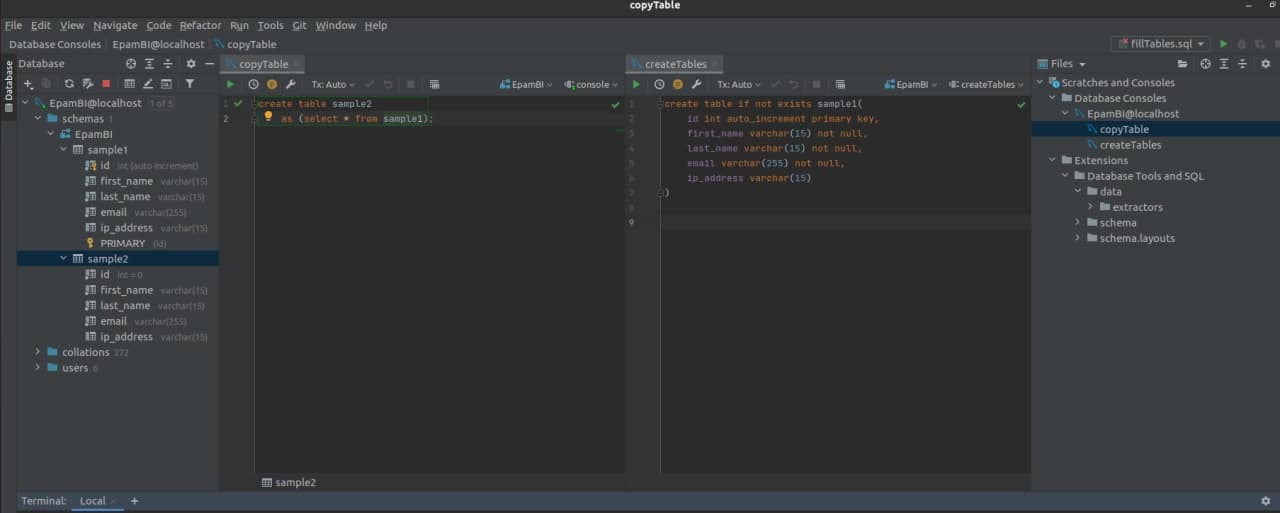 copyTable
File Edit View Navigate Code Refactor Run Tools Git Window Help
Database Consoles EpamBI@localhost copyTable
fillTables.sql
Database
Database
EpamBI@localhost 1 of 5
schemas 1
EpamBI
sample1
id int (auto increment)
first_name varchar(15)
last_name varchar(15)
email varchar(255)
ip_address varchar(15)
PRIMARY (id)
sample2
id int = 0
first_name varchar(15)
last_name varchar(15)
email varchar(255)
ip_address varchar(15)
collations 272
users 6
copyTable
Tx: Auto EpamBI console
1 create table sample2
2 as (select * from sample1);
sample2
createTables
Tx: Auto EpamBI createTables
1 create table if not exists sample1(
2 id int auto_increment primary key,
3 first_name varchar(15) not null,
4 last_name varchar(15) not null,
5 email varchar(255) not null,
6 ip_address varchar(15)
7 )
8
9
Files
Scratches and Consoles
Database Consoles
EpamBI@localhost
copyTable
createTables
Extensions
Database Tools and SQL
data
extractors
schema
schema.layouts
Terminal: Local +